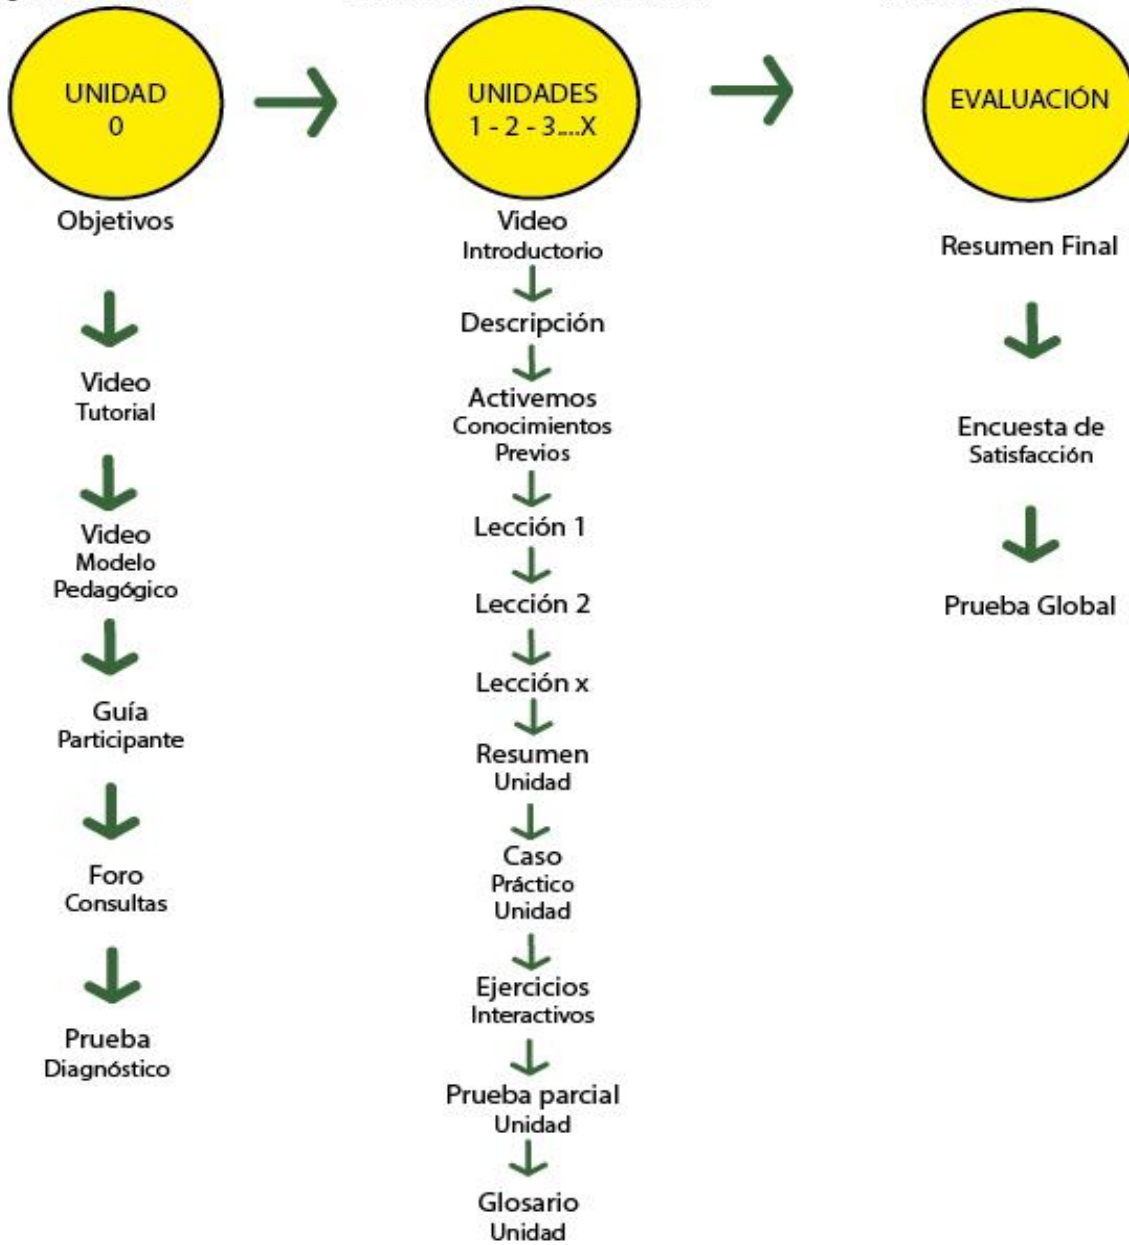 UNIDAD
0
Objetivos
Video
Tutorial
Video
Modelo
Pedagógico
Guía
Participante
Foro
Consultas
Prueba
Diagnóstico
UNIDADES
1 - 2 - 3....X
Video
Introductorio
Descripción
Activemos
Conocimientos
Previos
Lección 1
Lección 2
Lección x
Resumen
Unidad
Caso
Práctico
Unidad
Ejercicios
Interactivos
Prueba parcial
Unidad
Glosario
Unidad
EVALUACIÓN
Resumen Final
Encuesta de
Satisfacción
Prueba Global